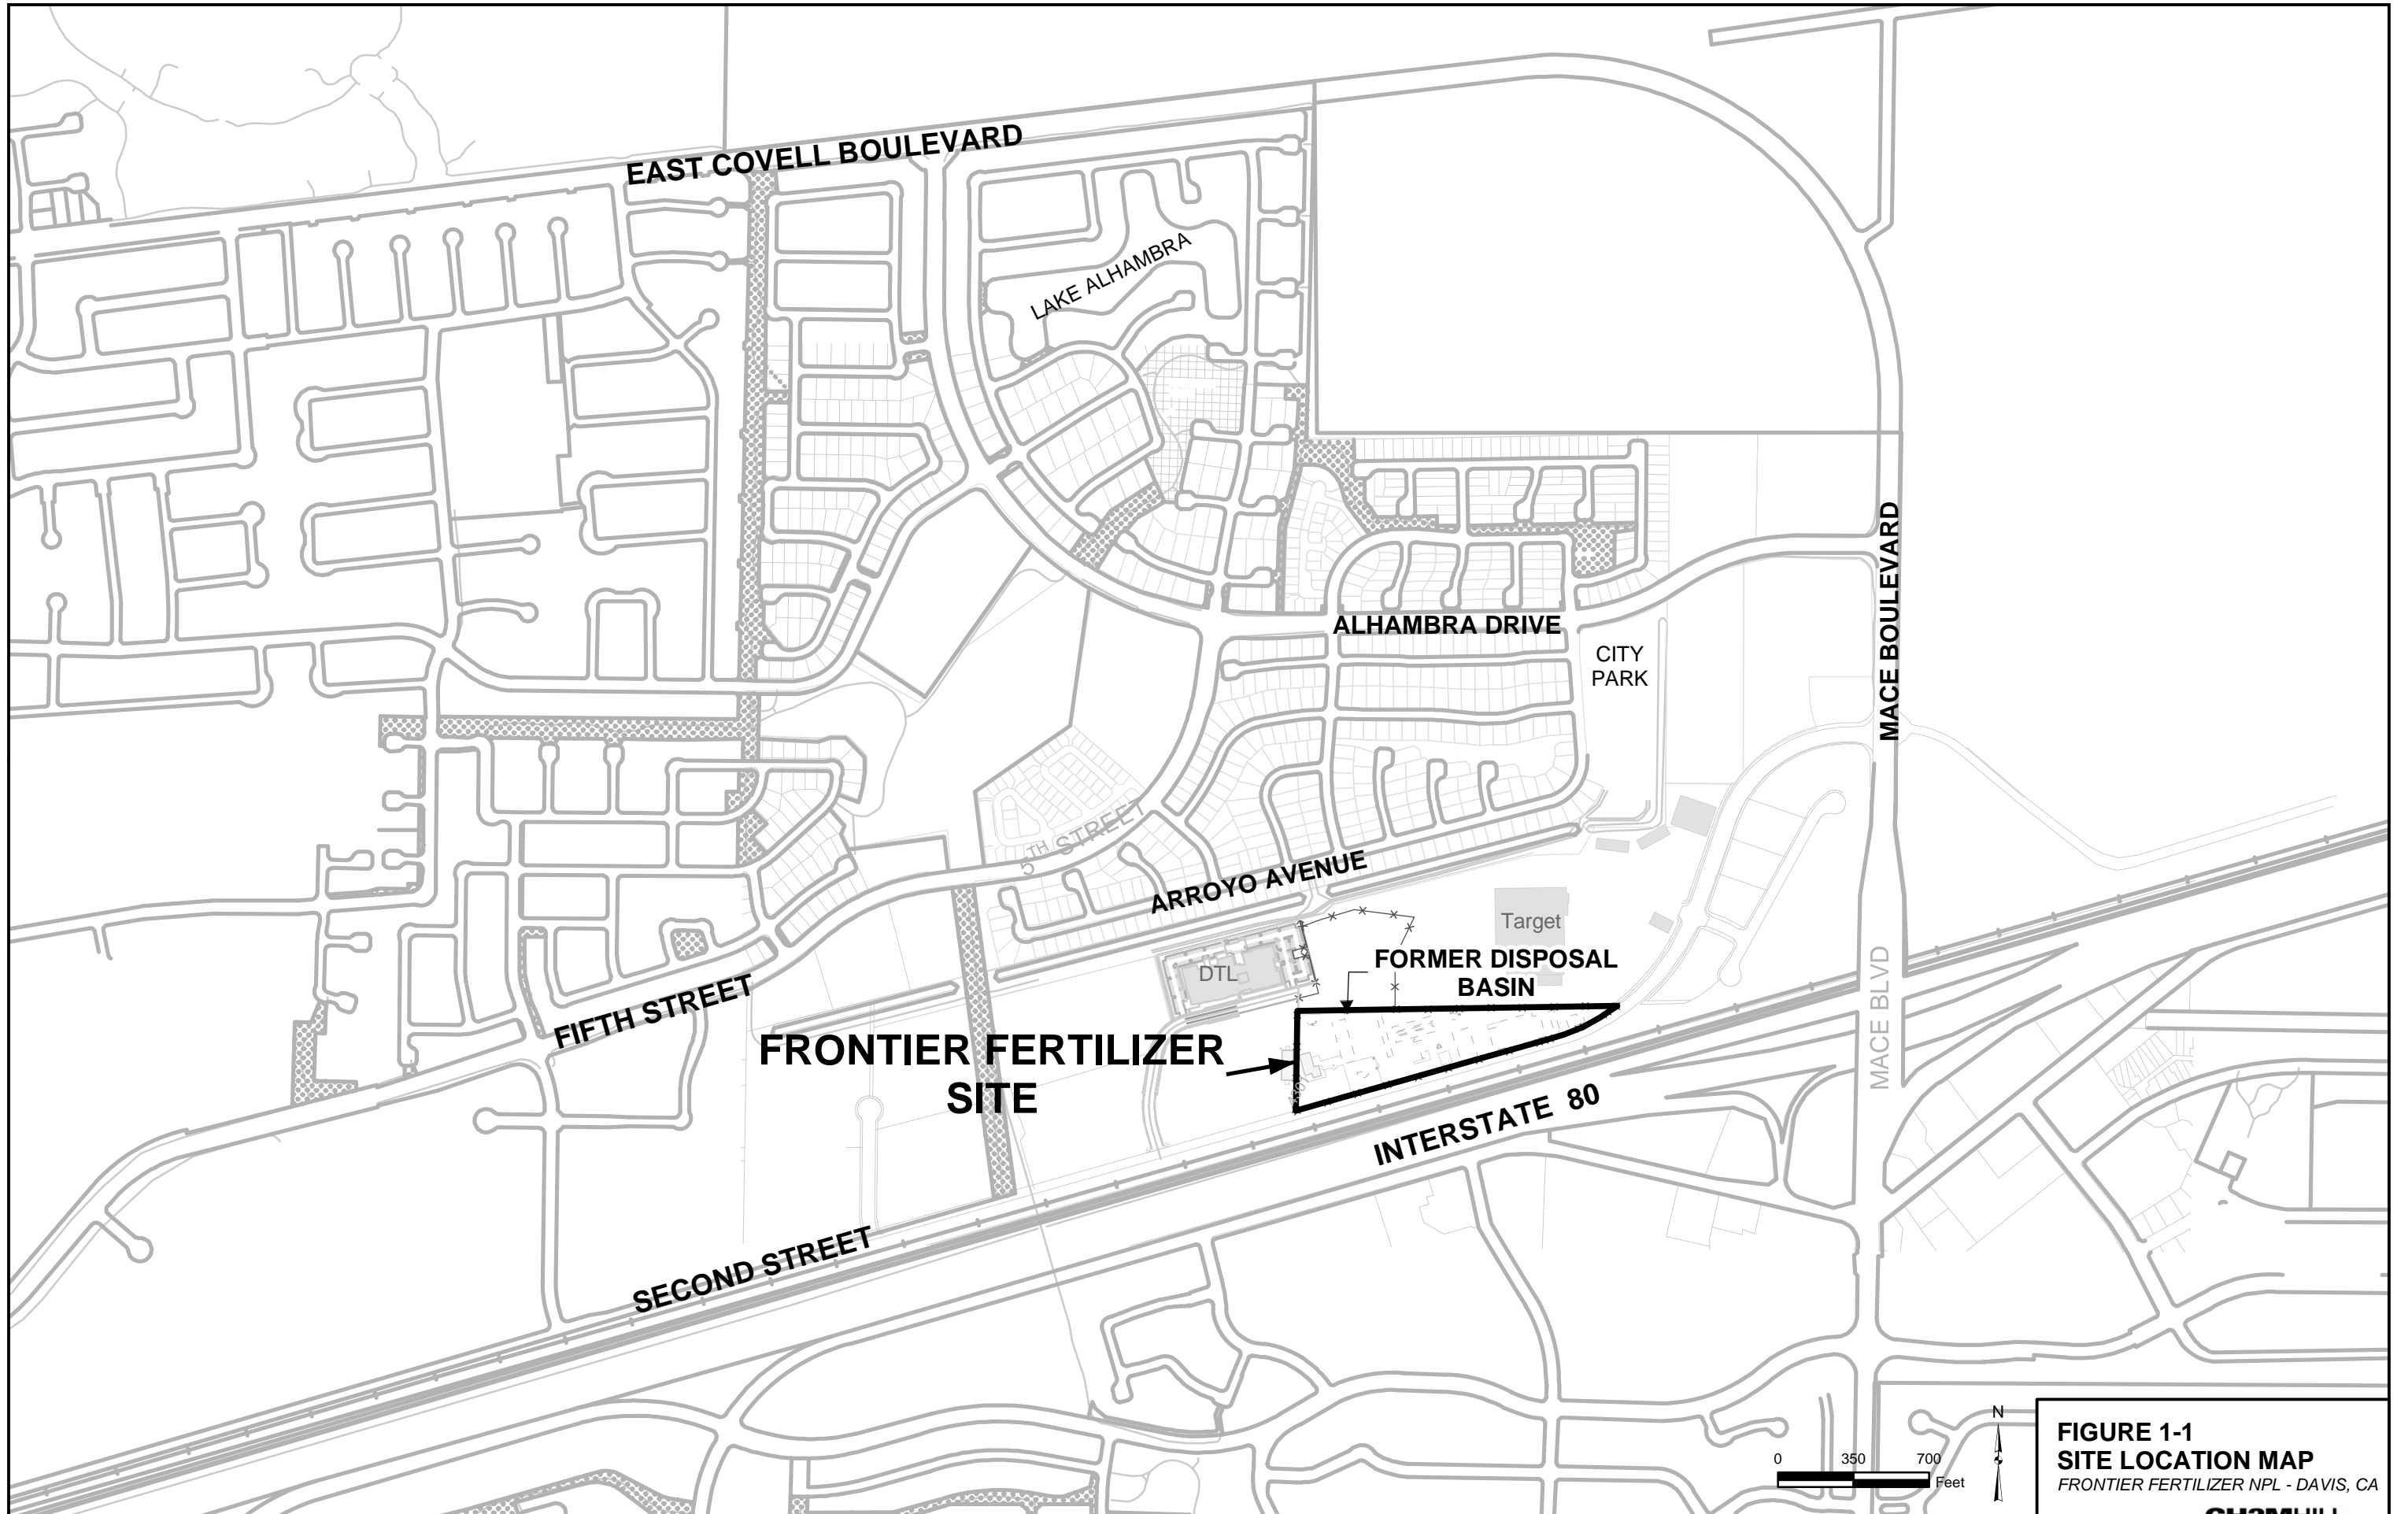 EAST COVELL BOULEVARD
LAKE ALHAMBRA
MACE BOULEVARD
ALHAMBRA DRIVE
CITY
PARK
5TH STREET
ARROYO AVENUE
Target
DTL
FORMER DISPOSAL
BASIN
FIFTH STREET
MACE BLVD
FRONTIER FERTILIZER
SITE
INTERSTATE 80
SECOND STREET
N
0 350 700
Feet
FIGURE 1-1
SITE LOCATION MAP
FRONTIER FERTILIZER NPL - DAVIS, CA
CH2MHILL